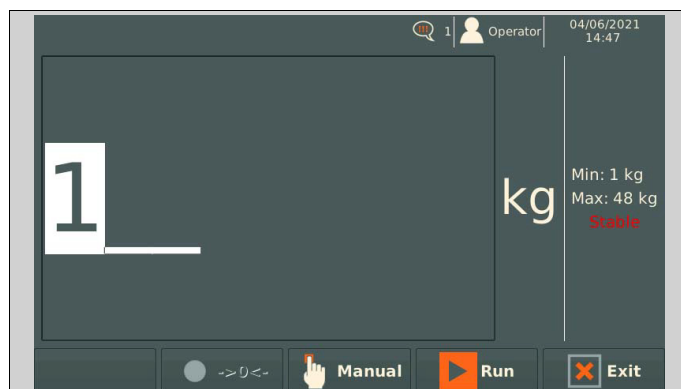 1 Operator 04/06/2021
14:47
1__
kg
Min: 1 kg
Max: 48 kg
Stable
->0<- Manual Run Exit